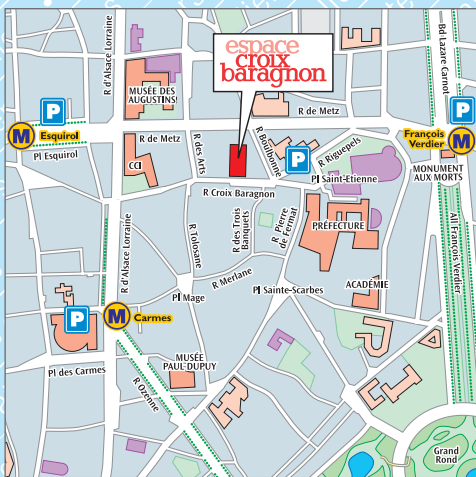 espace
croix
baragnon
R d'Alsace Lorraine
Bd Lazare Carnot
MUSÉE DES
AUGUSTINS
P
P
R de Metz
M Esquirol
François
Verdier M
Pl Esquirol
R de Metz
R des Arts
R Boulbonne
P
R Riguepels
CCI
MONUMENT
AUX MORTS
Pl Saint-Etienne
R Croix Baragnon
R d'Alsace Lorraine
R Tolosane
R des Trois
Banquets
R Pierre
de Fermat
PRÉFECTURE
All François Verdier
R Merlane
Pl Mage
Pl Sainte-Scarbes
ACADÉMIE
P
M Carmes
MUSÉE
PAUL-DUPUY
Pl des Carmes
R Ozenne
Grand
Rond